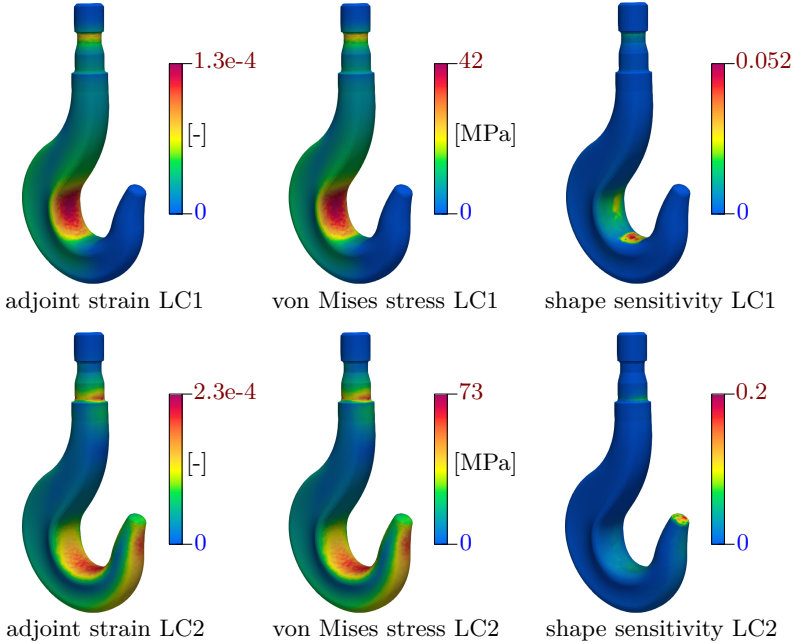 1.3e-4
[-]
0
42
[MPa]
0
0.052
0
adjoint strain LC1
von Mises stress LC1
shape sensitivity LC1
2.3e-4
[-]
0
73
[MPa]
0
0.2
0
adjoint strain LC2
von Mises stress LC2
shape sensitivity LC2